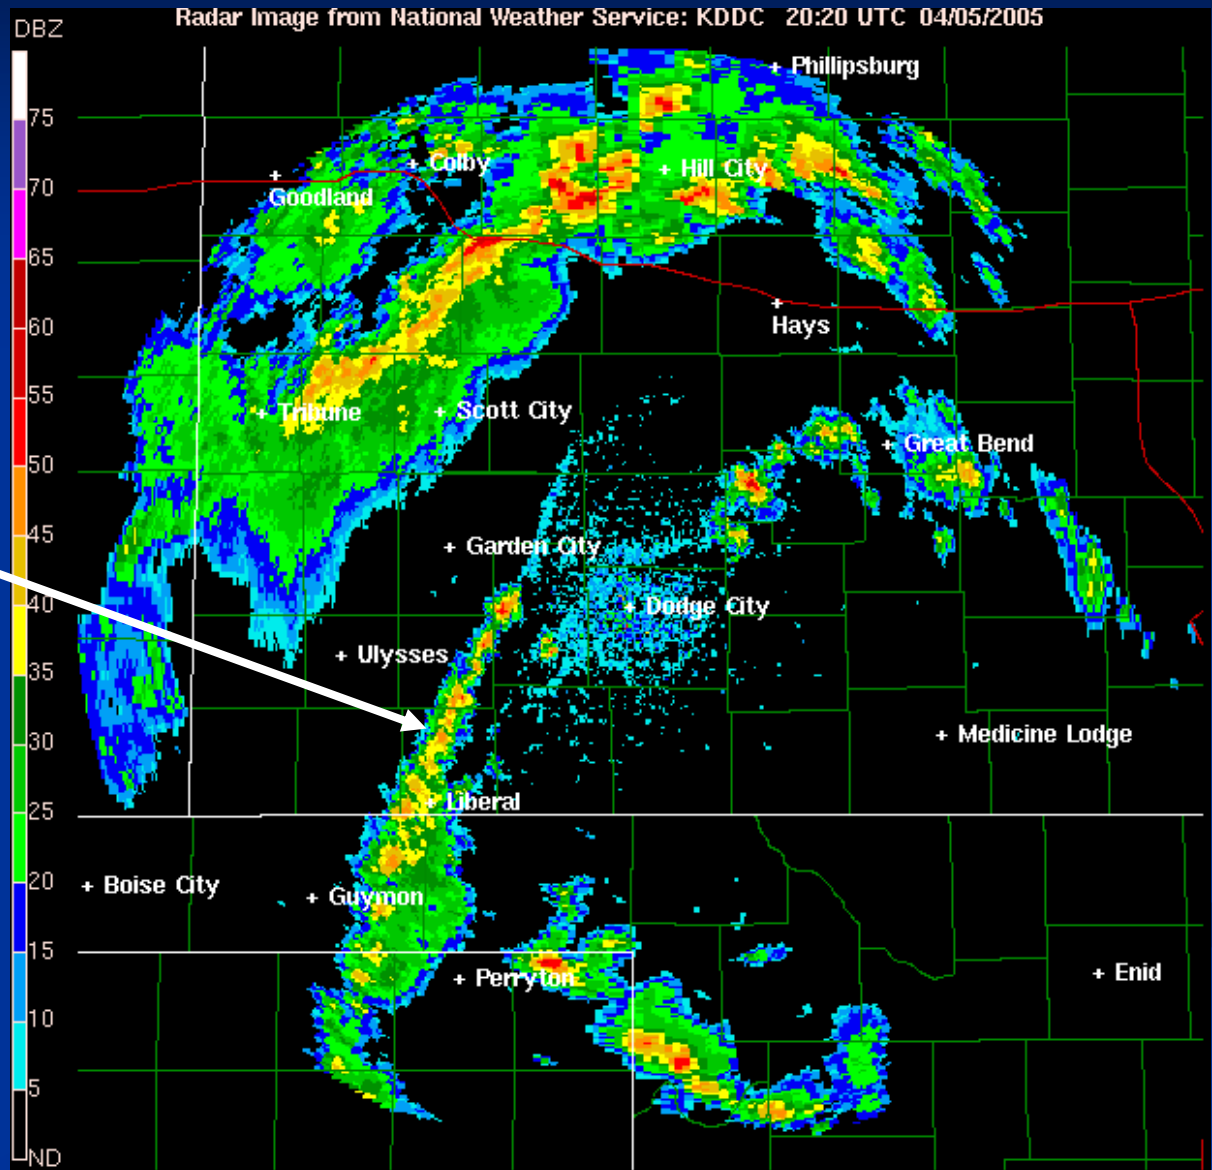 Radar Image from National Weather Service: KDDC 20:20 UTC 04/05/2005
DBZ
Phillipsburg
75
Colby
Hill City
70
Goodland
65
Hays
60
55
Tribune
Scott City
Great Bend
50
45
Garden City
40
Dodge City
Ulysses
35
Medicine Lodge
30
Liberal
25
20
Boise City
Guymon
15
Perryton
Enid
10
5
ND